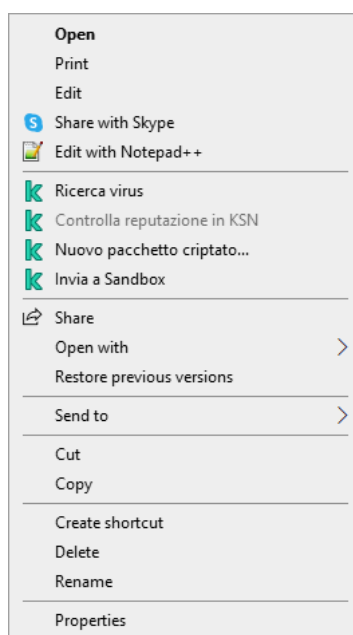 Open
Print
Edit
Share with Skype
Edit with Notepad++
Ricerca virus
Controlla reputazione in KSN
Nuovo pacchetto criptato...
Invia a Sandbox
Share
Open with
Restore previous versions
Send to
Cut
Copy
Create shortcut
Delete
Rename
Properties